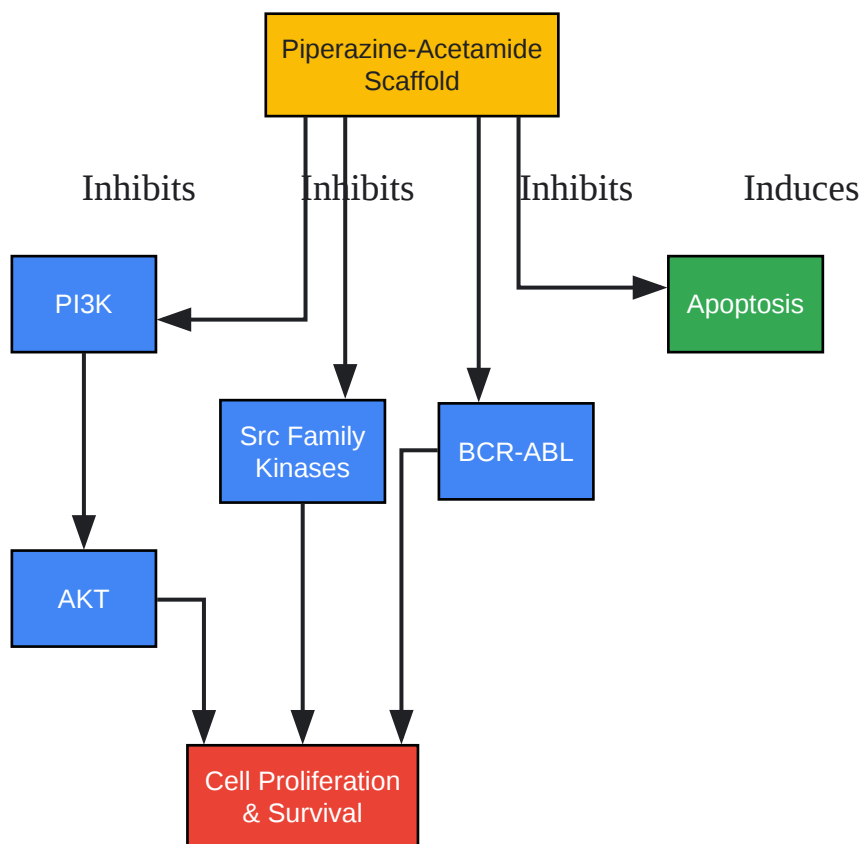 Piperazine-Acetamide
Scaffold
Inhibits
Inhibits
Inhibits
Induces
PI3K
Apoptosis
Src Family
Kinases
BCR-ABL
AKT
Cell Proliferation
& Survival